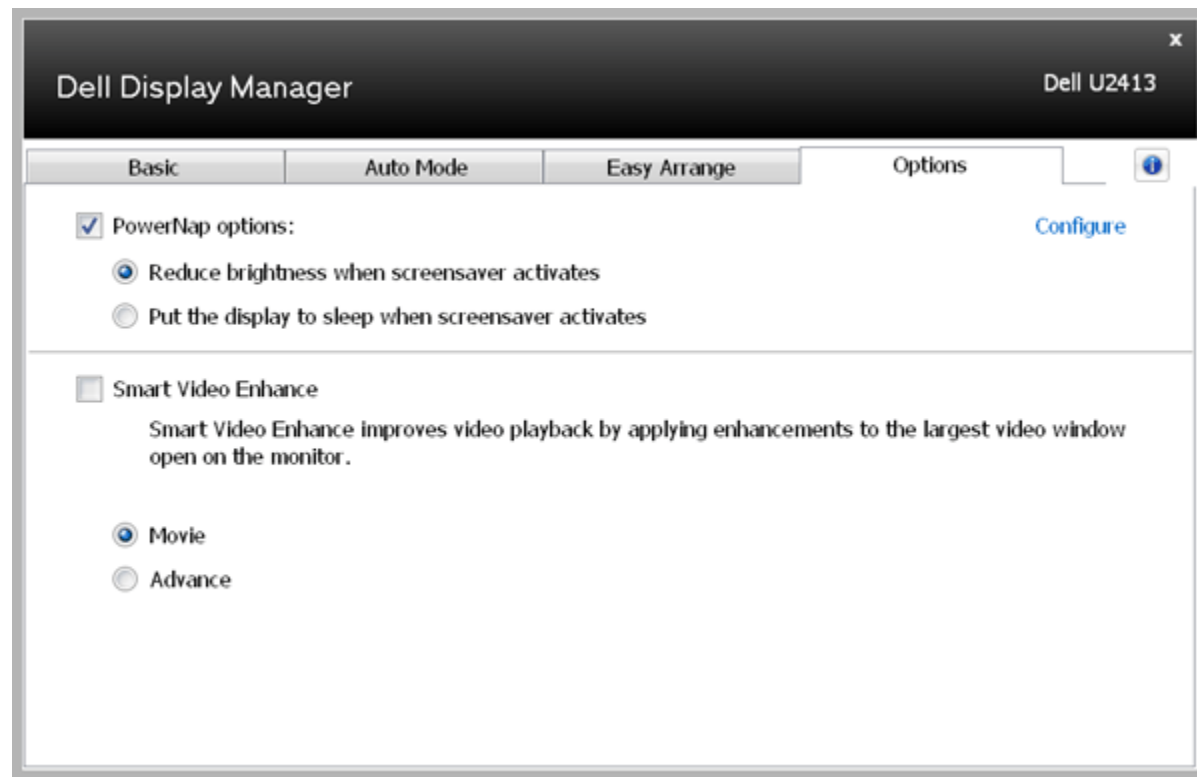 x
Dell Display Manager
Dell U2413
Basic
Auto Mode
Easy Arrange
Options
PowerNap options:
Configure
Reduce brightness when screensaver activates
Put the display to sleep when screensaver activates
Smart Video Enhance
Smart Video Enhance improves video playback by applying enhancements to the largest video window
open on the monitor.
Movie
Advance